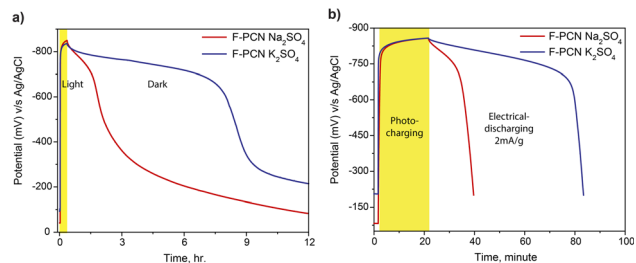 a)
F-PCN Na₂SO₄
F-PCN K₂SO₄
Light
Dark
Potential (mV) v/s Ag/AgCl
-800
-600
-400
-200
0
0
3
6
9
12
Time, hr.
b)
F-PCN Na₂SO₄
F-PCN K₂SO₄
Photo-
charging
Electrical-
discharging
2mA/g
Potential (mV) v/s Ag/AgCl
-900
-750
-600
-450
-300
-150
0
20
40
60
80
100
Time, minute